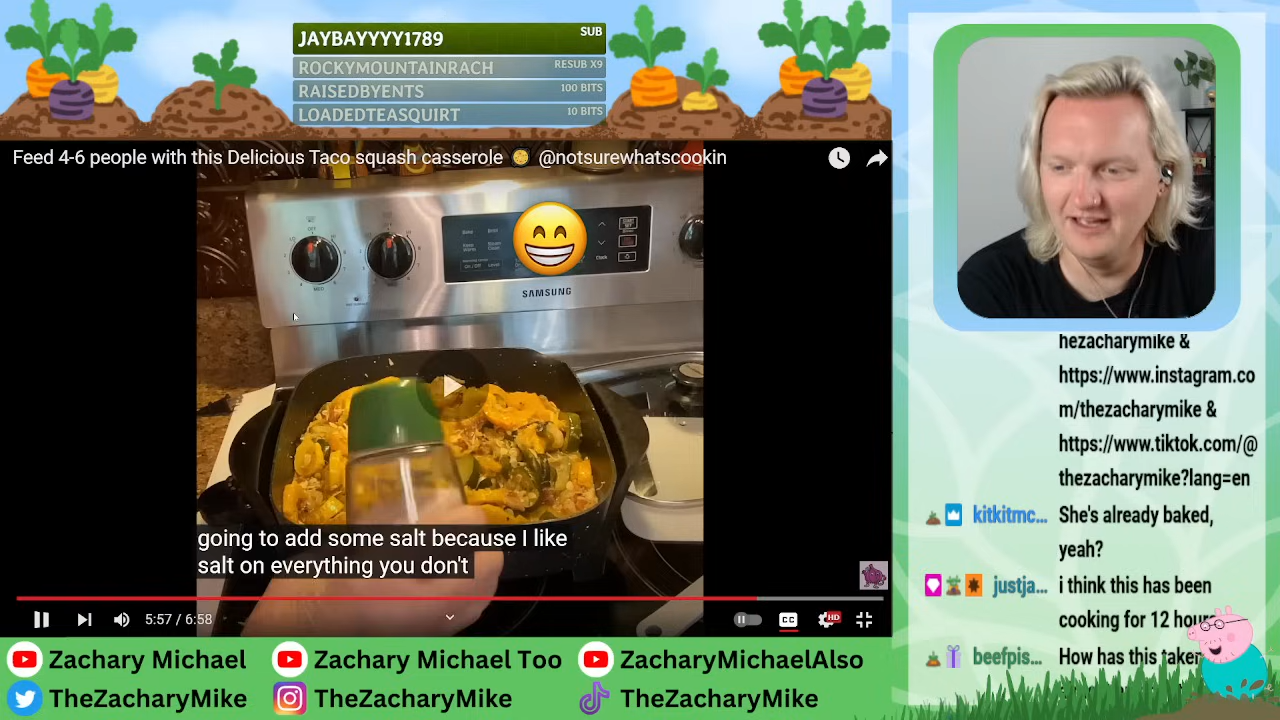 JAYBAYYYY1789 SUB
ROCKYMOUNTAINRACH RESUB X9
RAISEDBYENTS 100 BITS
LOADEDTEASQUIRT 10 BITS
Feed 4-6 people with this Delicious Taco squash casserole 🥘 @notsurewhatscookin
SAMSUNG
Clock
going to add some salt because I like
salt on everything you don't
5:57 / 6:58
CC
HD
hezacharymike &
https://www.instagram.co
m/thezacharymike &
https://www.tiktok.com/@
thezacharymike?lang=en
kitkitmc... She's already baked,
yeah?
justja... i think this has been
cooking for 12
beefpis... How has this
Zachary Michael
Zachary Michael Too
ZacharyMichaelAlso
TheZacharyMike
TheZacharyMike
TheZacharyMike